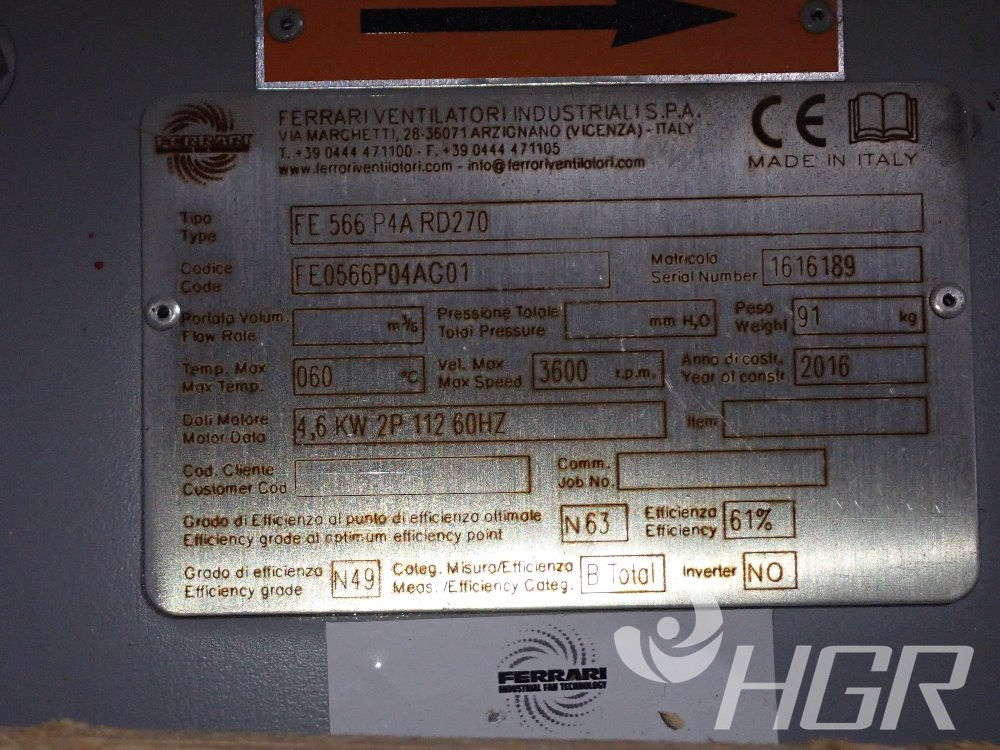 FERRARI
FERRARI VENTILATORI INDUSTRIALI S.P.A.
VIA MARCHETTI, 28-36071 ARZIGNANO (VICENZA) - ITALY
T. +39 0444 471100 - F. +39 0444 471105
www.ferrariventilatori.com - info@ferrariventilatori.com
CE
MADE IN ITALY
Tipo
Type
FE 566 P4A RD270
Codice
Code
FE0566P04AG01
Matricola
Serial Number
1616189
Portata Volum.
Flow Rate
m³/s
Pressione Totale
Total Pressure
mm H₂O
Peso
Weight
91 kg
Temp. Max
Max Temp.
060 °C
Vel. Max
Max Speed
3600 r.p.m.
Anno di costr.
Year of constr.
2016
Dati Motore
Motor Data
4,6 KW 2P 112 60HZ
Item
Cod. Cliente
Customer Cod
Comm.
Job No.
Grado di Efficienza al punto di efficienza ottimale
Efficiency grade at optimum efficiency point
N63
Efficienza
Efficiency
61%
Grado di efficienza
Efficiency grade
N49
Categ. Misura/Efficienza
Meas. /Efficiency Categ.
B Total
Inverter
NO
FERRARI
INDUSTRIAL FAN TECHNOLOGY
HGR